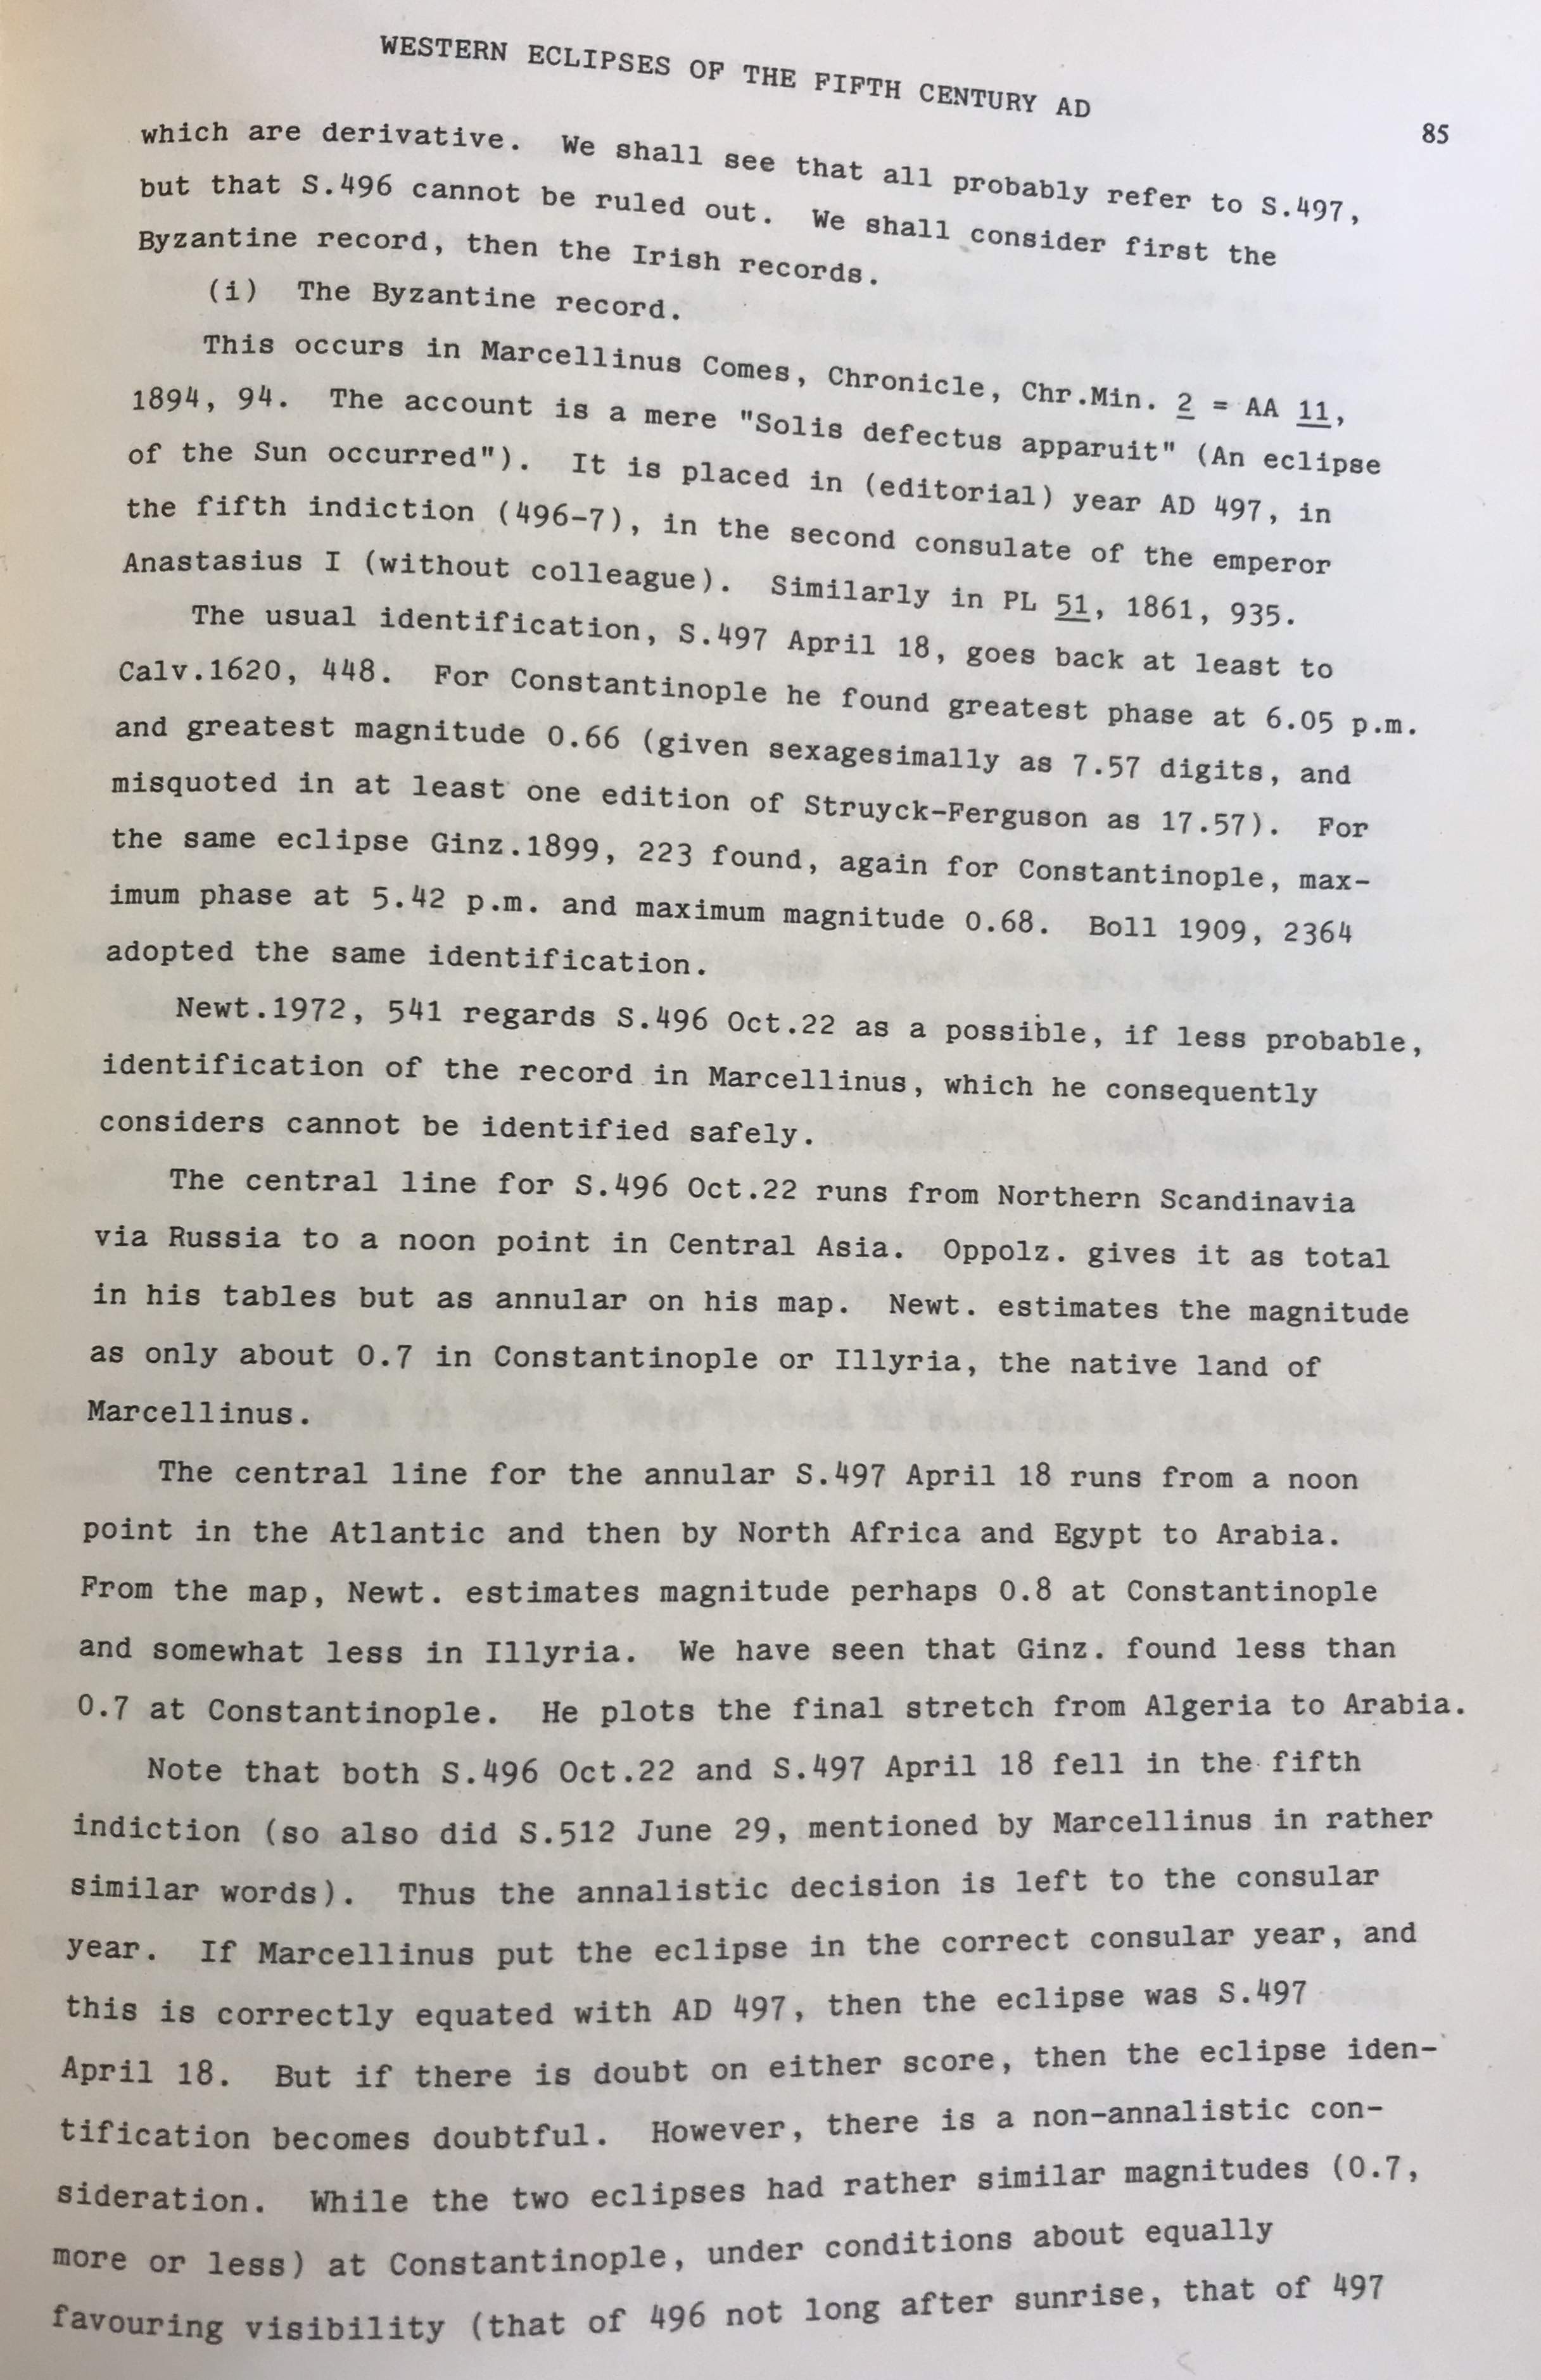 WESTERN ECLIPSES OF THE FIFTH CENTURY AD
85
which are derivative. We shall see that all probably refer to S.497,
but that S.496 cannot be ruled out. We shall consider first the
Byzantine record, then the Irish records.
(i) The Byzantine record.
This occurs in Marcellinus Comes, Chronicle, Chr.Min. 2 = AA 11,
1894, 94. The account is a mere "Solis defectus apparuit" (An eclipse
of the Sun occurred"). It is placed in (editorial) year AD 497, in
the fifth indiction (496-7), in the second consulate of the emperor
Anastasius I (without colleague). Similarly in PL 51, 1861, 935.
The usual identification, S.497 April 18, goes back at least to
Calv.1620, 448. For Constantinople he found greatest phase at 6.05 p.m.
and greatest magnitude 0.66 (given sexagesimally as 7.57 digits, and
misquoted in at least one edition of Struyck-Ferguson as 17.57). For
the same eclipse Ginz.1899, 223 found, again for Constantinople, max-
imum phase at 5.42 p.m. and maximum magnitude 0.68. Boll 1909, 2364
adopted the same identification.
Newt.1972, 541 regards S.496 Oct.22 as a possible, if less probable,
identification of the record in Marcellinus, which he consequently
considers cannot be identified safely.
The central line for S.496 Oct.22 runs from Northern Scandinavia
via Russia to a noon point in Central Asia. Oppolz. gives it as total
in his tables but as annular on his map. Newt. estimates the magnitude
as only about 0.7 in Constantinople or Illyria, the native land of
Marcellinus.
The central line for the annular S.497 April 18 runs from a noon
point in the Atlantic and then by North Africa and Egypt to Arabia.
From the map, Newt. estimates magnitude perhaps 0.8 at Constantinople
and somewhat less in Illyria. We have seen that Ginz. found less than
0.7 at Constantinople. He plots the final stretch from Algeria to Arabia.
Note that both S.496 Oct.22 and S.497 April 18 fell in the fifth
indiction (so also did S.512 June 29, mentioned by Marcellinus in rather
similar words). Thus the annalistic decision is left to the consular
year. If Marcellinus put the eclipse in the correct consular year, and
this is correctly equated with AD 497, then the eclipse was S.497
April 18. But if there is doubt on either score, then the eclipse iden-
tification becomes doubtful. However, there is a non-annalistic con-
sideration. While the two eclipses had rather similar magnitudes (0.7,
more or less) at Constantinople, under conditions about equally
favouring visibility (that of 496 not long after sunrise, that of 497